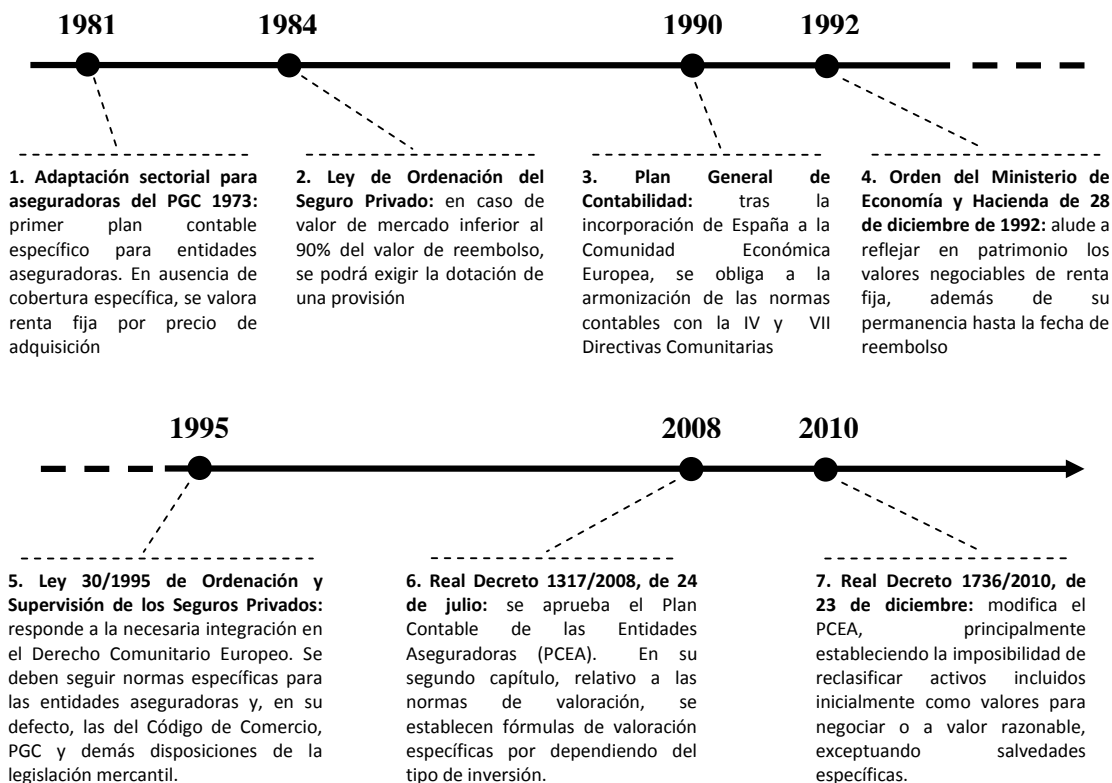 1981
1984
1990
1992
1. Adaptación sectorial para
aseguradoras del PGC 1973:
primer plan contable
específico para entidades
aseguradoras. En ausencia de
cobertura específica, se valora
renta fija por precio de
adquisición
2. Ley de Ordenación del
Seguro Privado: en caso de
valor de mercado inferior al
90% del valor de reembolso,
se podrá exigir la dotación de
una provisión
3. Plan General de
Contabilidad: tras la
incorporación de España a la
Comunidad Económica
Europea, se obliga a la
armonización de las normas
contables con la IV y VII
Directivas Comunitarias
4. Orden del Ministerio de
Economía y Hacienda de 28
de diciembre de 1992: alude a
reflejar en patrimonio los
valores negociables de renta
fija, además de su
permanencia hasta la fecha de
reembolso
1995
2008
2010
5. Ley 30/1995 de Ordenación y
Supervisión de los Seguros Privados:
responde a la necesaria integración en
el Derecho Comunitario Europeo. Se
deben seguir normas específicas para
las entidades aseguradoras y, en su
defecto, las del Código de Comercio,
PGC y demás disposiciones de la
legislación mercantil.
6. Real Decreto 1317/2008, de 24
de julio: se aprueba el Plan
Contable de las Entidades
Aseguradoras (PCEA). En su
segundo capítulo, relativo a las
normas de valoración, se
establecen fórmulas de valoración
específicas por dependiendo del
tipo de inversión.
7. Real Decreto 1736/2010, de
23 de diciembre: modifica el
PCEA, principalmente
estableciendo la imposibilidad de
reclasificar activos incluidos
inicialmente como valores para
negociar o a valor razonable,
exceptuando salvedades
específicas.